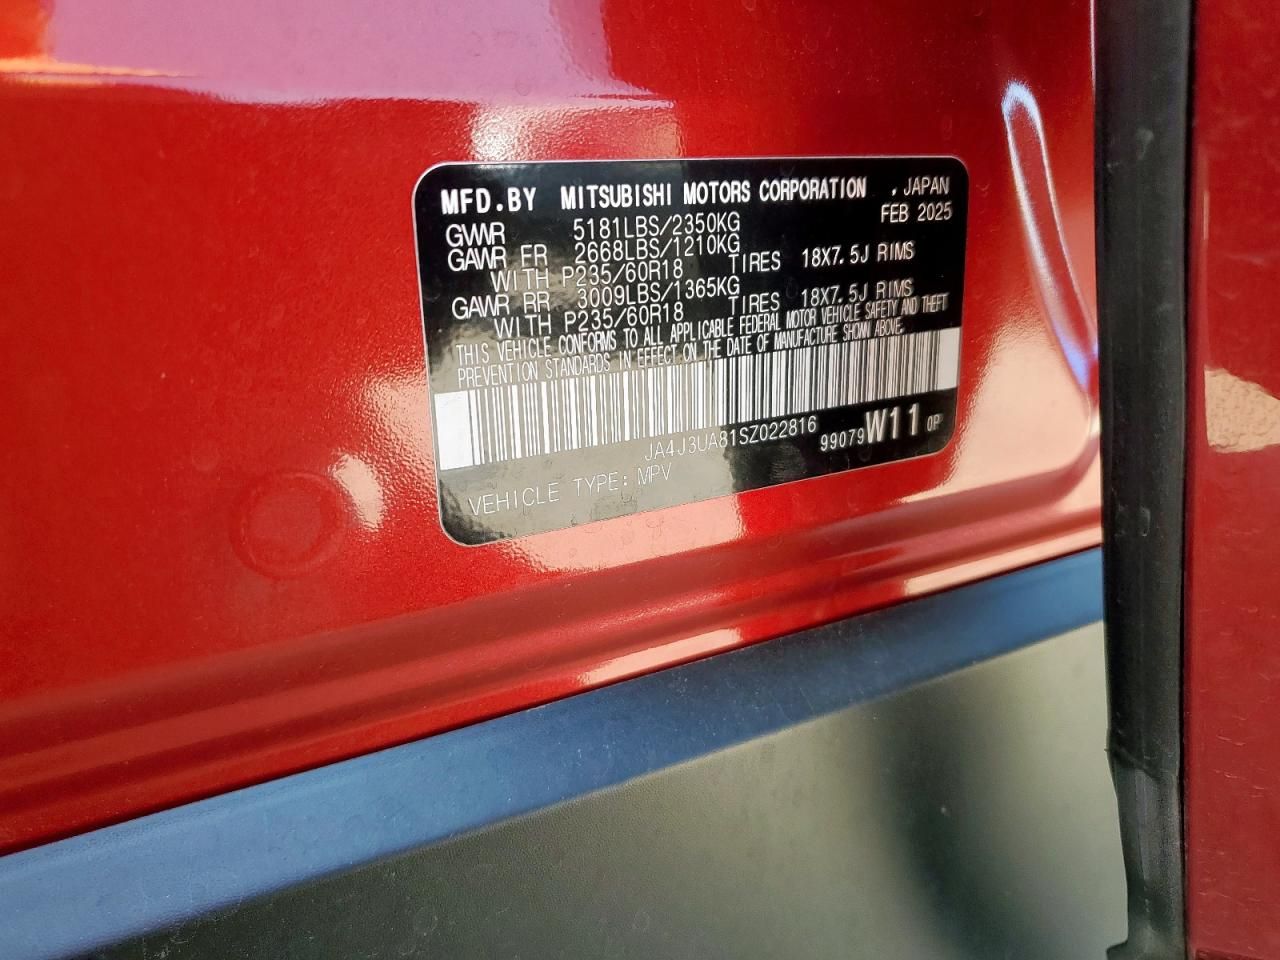 MFD.BY MITSUBISHI MOTORS CORPORATION , JAPAN
FEB 2025
GVWR 5181LBS/2350KG
GAWR FR 2668LBS/1210KG
WITH P235/60R18 TIRES 18X7.5J RIMS
GAWR RR 3009LBS/1365KG
WITH P235/60R18 TIRES 18X7.5J RIMS
THIS VEHICLE CONFORMS TO ALL APPLICABLE FEDERAL MOTOR VEHICLE SAFETY AND THEFT
PREVENTION STANDARDS IN EFFECT ON THE DATE OF MANUFACTURE SHOWN ABOVE.
JA4J3UA81SZ022816 99079 W11 0P
VEHICLE TYPE: MPV